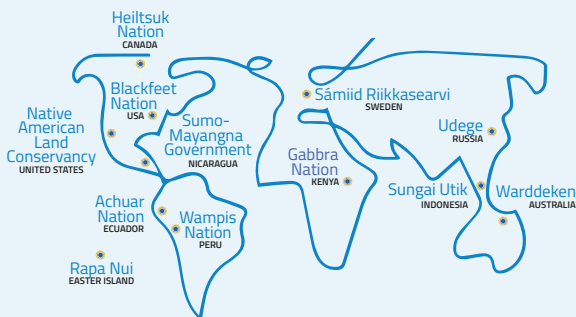 Heiltsuk
Nation
CANADA
Blackfeet
Nation
USA
Native
American
Land
Conservancy
UNITED STATES
Sumo-
Mayangna
Government
NICARAGUA
Achuar
Nation
ECUADOR
Wampis
Nation
PERU
Rapa Nui
EASTER ISLAND
Sámiid Riikkasearvi
SWEDEN
Gabbra
Nation
KENYA
Udege
RUSSIA
Sungai Utik
INDONESIA
Warddeken
AUSTRALIA